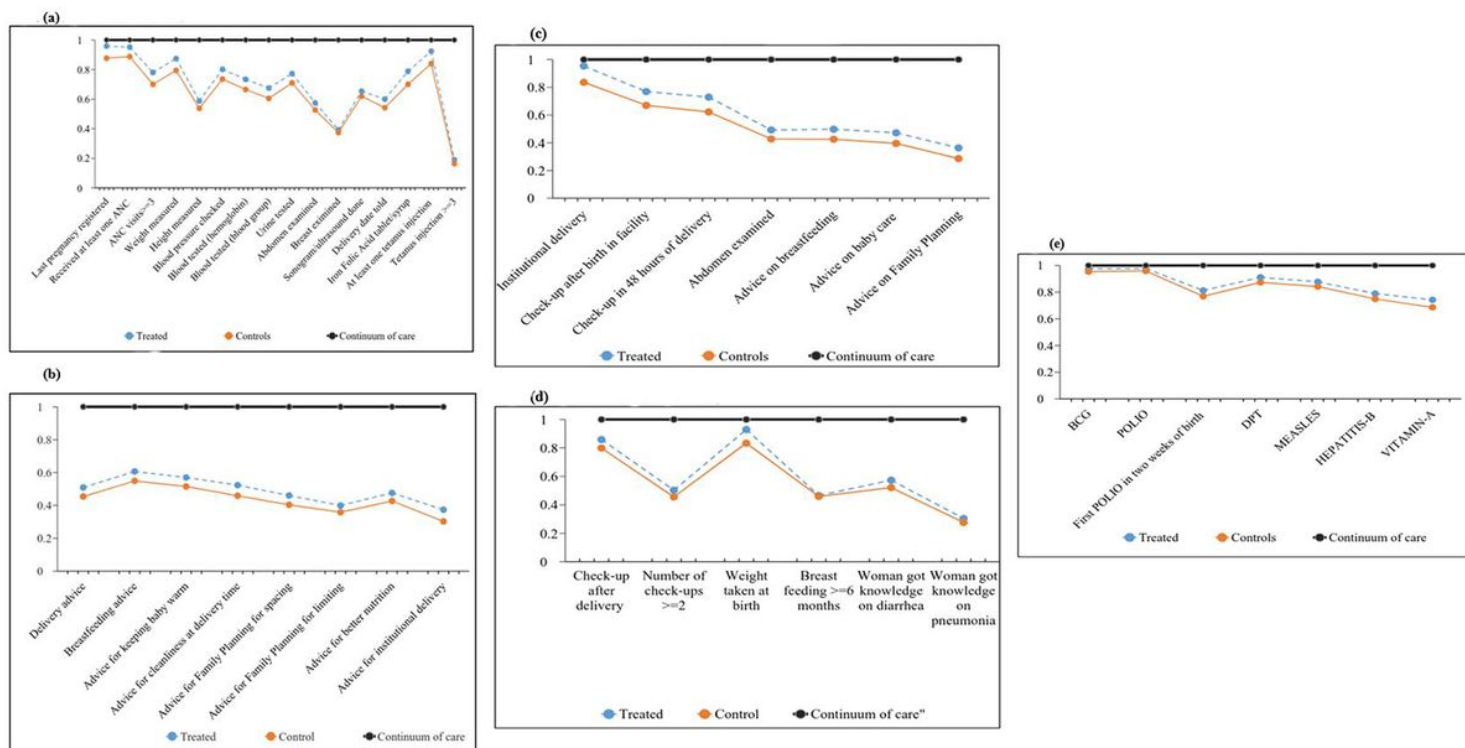 (a)
1
0.8
0.6
0.4
0.2
0
Last pregnancy registered
Received at least one ANC
ANC visits>=3
Weight measured
Height measured
Blood pressure checked
Blood tested (hemoglobin)
Blood tested (blood group)
Urine tested
Abdomen examined
Breast examined
Sonogram/ultrasound done
Delivery date told
Iron Folic Acid tablet/syrup
At least one tetanus injection
Tetanus injection >=3
Treated Controls Continuum of care
(b)
1
0.8
0.6
0.4
0.2
0
Delivery advice
Breastfeeding advice
Advice for keeping baby warm
Advice for cleanliness at delivery time
Advice for Family Planning for spacing
Advice for Family Planning for limiting
Advice for better nutrition
Advice for institutional delivery
Treated Control Continuum of care
(c)
1
0.8
0.6
0.4
0.2
0
Institutional delivery
Check-up after birth in facility
Check-up in 48 hours of delivery
Abdomen examined
Advice on breastfeeding
Advice on baby care
Advice on Family Planning
Treated Controls Continuum of care
(d)
1
0.8
0.6
0.4
0.2
0
Check-up
after
delivery
Number of
check-ups
>=2
Weight
taken at
birth
Breast
feeding >=6
months
Woman got
knowledge
on diarrhea
Woman got
knowledge
on
pneumonia
Treated Control Continuum of care"
(e)
1
0.8
0.6
0.4
0.2
0
BCG
POLIO
First POLIO in two weeks of birth
DPT
MEASLES
HEPATITIS-B
VITAMIN-A
Treated Controls Continuum of care